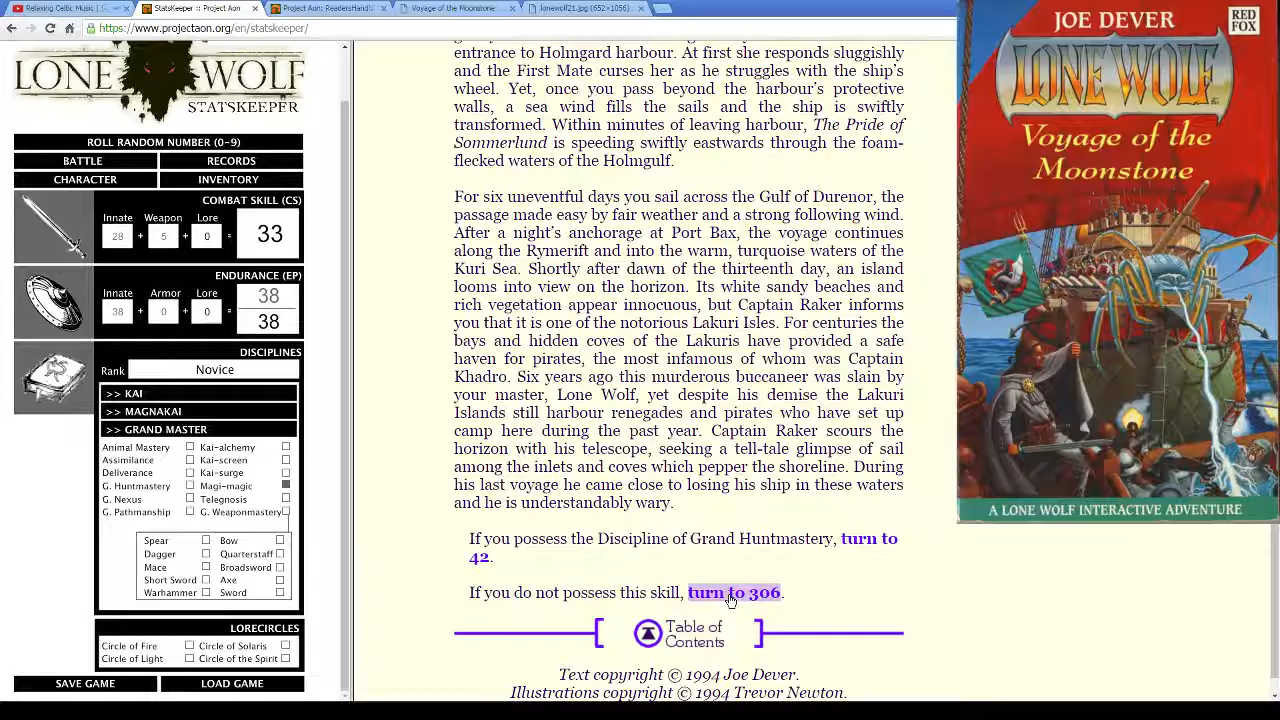 Relaxing Celtic Music |
StatsKeeper :: Project Aon
Project Aon: ReadersHandb
Voyage of the Moonstone
lonewolf21.jpg (652×1056)
https://www.projectaon.org/en/statskeeper/
LONE WOLF
STATSKEEPER
ROLL RANDOM NUMBER (0-9)
BATTLE RECORDS
CHARACTER INVENTORY
COMBAT SKILL (CS)
Innate Weapon Lore
28 + 5 + 0 = 33
ENDURANCE (EP)
Innate Armor Lore
38
38 + 0 + 0 = 38
DISCIPLINES
Rank Novice
>> KAI
>> MAGNAKAI
>> GRAND MASTER
Animal Mastery Kai-alchemy
Assimilance Kai-screen
Deliverance Kai-surge
G. Huntmastery Magi-magic
G. Nexus Telegnosis
G. Pathmanship G. Weaponmastery
Spear Bow
Dagger Quarterstaff
Mace Broadsword
Short Sword Axe
Warhammer Sword
LORECIRCLES
Circle of Fire Circle of Solaris
Circle of Light Circle of the Spirit
SAVE GAME LOAD GAME
entrance to Holmgard harbour. At first she responds sluggishly
and the First Mate curses her as he struggles with the ship's
wheel. Yet, once you pass beyond the harbour's protective
walls, a sea wind fills the sails and the ship is swiftly
transformed. Within minutes of leaving harbour, The Pride of
Sommerlund is speeding swiftly eastwards through the foam-
flecked waters of the Holmgulf.
For six uneventful days you sail across the Gulf of Durenor, the
passage made easy by fair weather and a strong following wind.
After a night's anchorage at Port Bax, the voyage continues
along the Rymerift and into the warm, turquoise waters of the
Kuri Sea. Shortly after dawn of the thirteenth day, an island
looms into view on the horizon. Its white sandy beaches and
rich vegetation appear innocuous, but Captain Raker informs
you that it is one of the notorious Lakuri Isles. For centuries the
bays and hidden coves of the Lakuris have provided a safe
haven for pirates, the most infamous of whom was Captain
Khadro. Six years ago this murderous buccaneer was slain by
your master, Lone Wolf, yet despite his demise the Lakuri
Islands still harbour renegades and pirates who have set up
camp here during the past year. Captain Raker scours the
horizon with his telescope, seeking a tell-tale glimpse of sail
among the inlets and coves which pepper the shoreline. During
his last voyage he came close to losing his ship in these waters
and he is understandably wary.
If you possess the Discipline of Grand Huntmastery, turn to
42.
If you do not possess this skill, turn to 306.
Table of
Contents
Text copyright © 1994 Joe Dever.
Illustrations copyright © 1994 Trevor Newton.
JOE DEVER
RED
FOX
LONE WOLF
Voyage of the
Moonstone
A LONE WOLF INTERACTIVE ADVENTURE